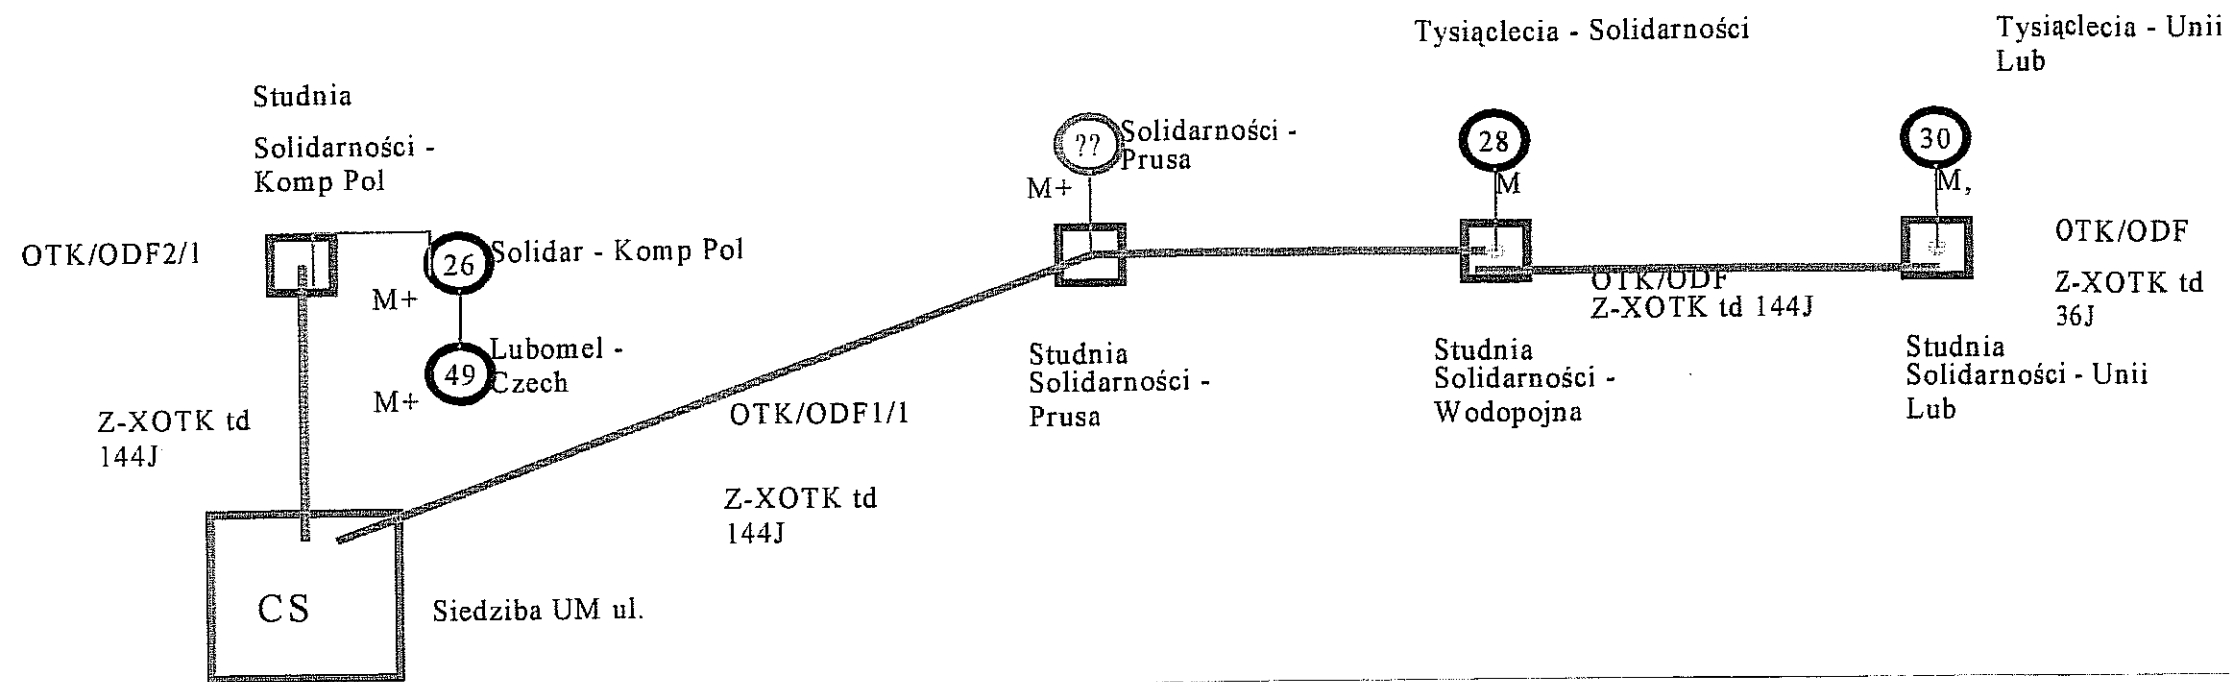 Tysiąclecia - Solidarności
Tysiąclecia - Unii
Lub
Studnia
Solidarności -
Komp Pol
??
Solidarności -
Prusa
M+
28
M
30
M,
OTK/ODF2/1
26
Solidar - Komp Pol
M+
49
Lubomel -
Czech
M+
OTK/ODF
Z-XOTK td 144J
OTK/ODF
Z-XOTK td
36J
Studnia
Solidarności -
Prusa
Studnia
Solidarności -
Wodopojna
Studnia
Solidarności - Unii
Lub
Z-XOTK td
144J
OTK/ODF1/1
Z-XOTK td
144J
CS
Siedziba UM ul.